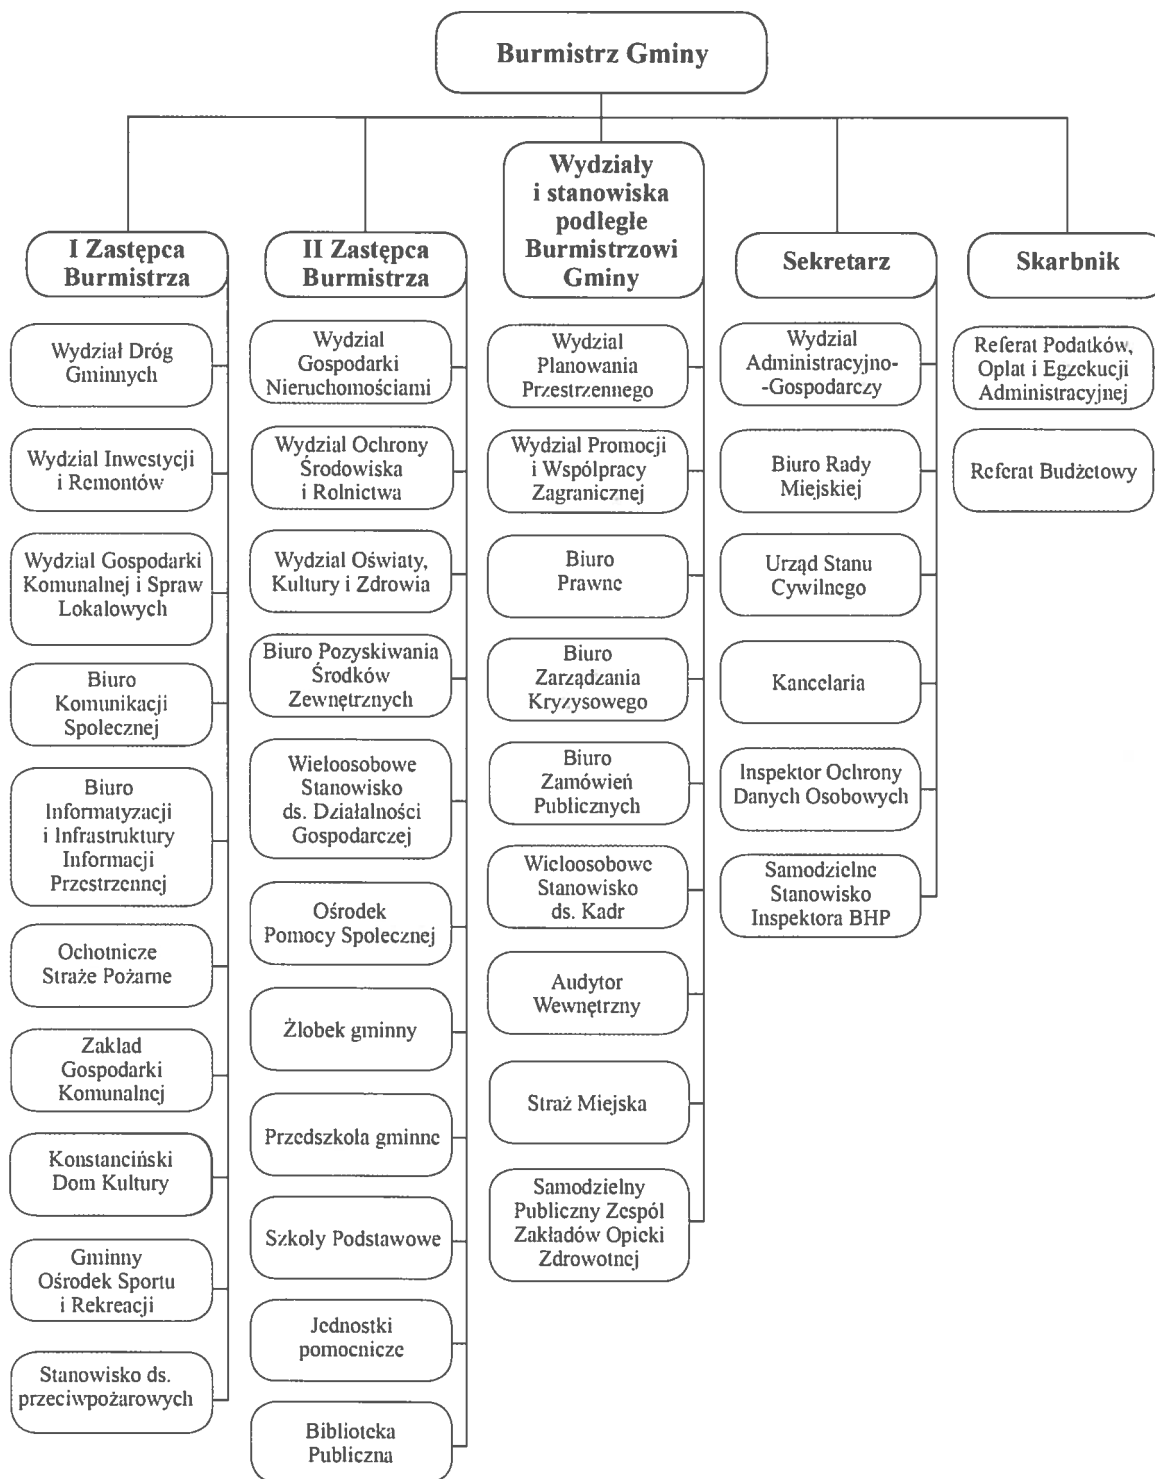 Burmistrz Gminy
I Zastępca
Burmistrza
Wydział Dróg
Gminnych
Wydział Inwestycji
i Remontów
Wydział Gospodarki
Komunalnej i Spraw
Lokalowych
Biuro
Komunikacji
Społecznej
Biuro
Informatyzacji
i Infrastruktury
Informacji
Przestrzennej
Ochotnicze
Straże Pożarne
Zakład
Gospodarki
Komunalnej
Konstanciński
Dom Kultury
Gminny
Ośrodek Sportu
i Rekreacji
Stanowisko ds.
przeciwpożarowych
II Zastępca
Burmistrza
Wydział
Gospodarki
Nieruchomościami
Wydział Ochrony
Środowiska
i Rolnictwa
Wydział Oświaty,
Kultury i Zdrowia
Biuro Pozyskiwania
Środków
Zewnętrznych
Wieloosobowe
Stanowisko
ds. Działalności
Gospodarczej
Ośrodek
Pomocy Społecznej
Żłobek gminny
Przedszkola gminne
Szkoły Podstawowe
Jednostki
pomocnicze
Biblioteka
Publiczna
Wydziały
i stanowiska
podległe
Burmistrzowi
Gminy
Wydział
Planowania
Przestrzennego
Wydział Promocji
i Współpracy
Zagranicznej
Biuro
Prawne
Biuro
Zarządzania
Kryzysowego
Biuro
Zamówień
Publicznych
Wieloosobowe
Stanowisko
ds. Kadr
Audytor
Wewnętrzny
Straż Miejska
Samodzielny
Publiczny Zespół
Zakładów Opieki
Zdrowotnej
Sekretarz
Wydział
Administracyjno-
-Gospodarczy
Biuro Rady
Miejskiej
Urząd Stanu
Cywilnego
Kancelaria
Inspektor Ochrony
Danych Osobowych
Samodzielne
Stanowisko
Inspektora BHP
Skarbnik
Referat Podatków,
Opłat i Egzekucji
Administracyjnej
Referat Budżetowy